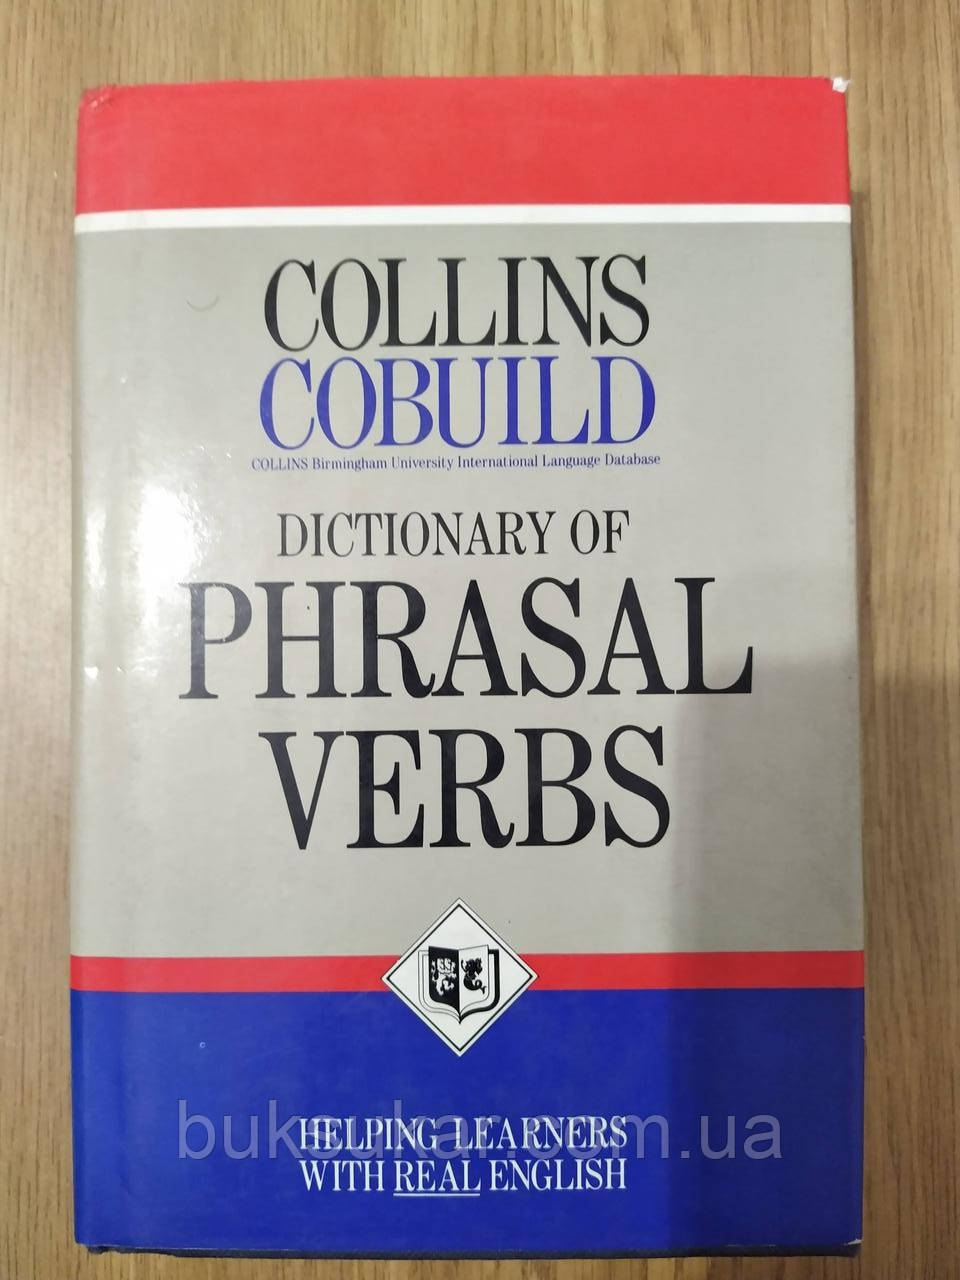 COLLINS
COBUILD
COLLINS Birmingham University International Language Database
DICTIONARY OF
PHRASAL
VERBS
HELPING LEARNERS
WITH REAL ENGLISH
buksukar.com.ua